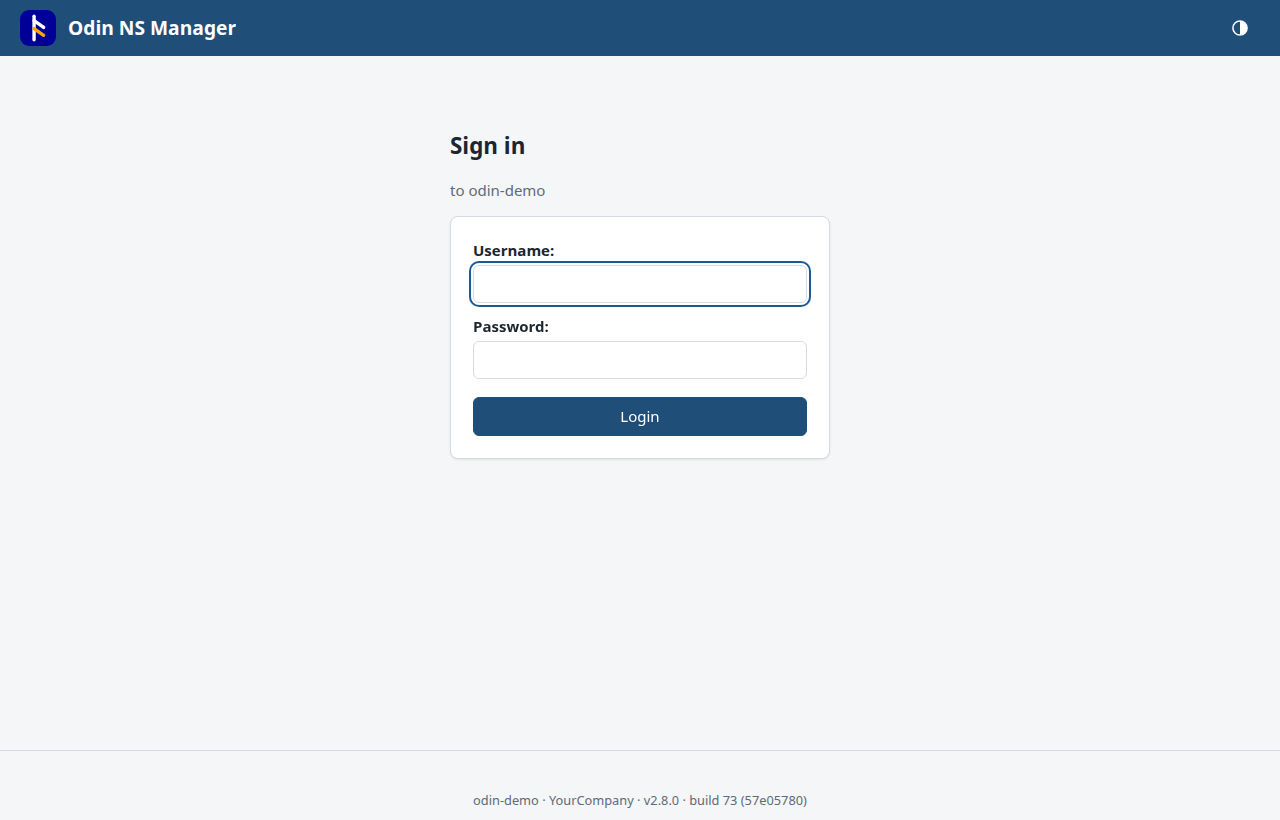 Odin NS Manager
Sign in
to odin-demo
Username:
Password:
Login
odin-demo · YourCompany · v2.8.0 · build 73 (57e05780)